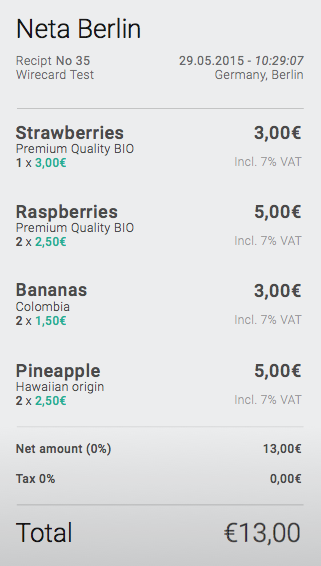 Neta Berlin
Recipt No 35 29.05.2015 - 10:29:07
Wirecard Test Germany, Berlin
Strawberries 3,00€
Premium Quality BIO
1 x 3,00€ Incl. 7% VAT
Raspberries 5,00€
Premium Quality BIO
2 x 2,50€ Incl. 7% VAT
Bananas 3,00€
Colombia
2 x 1,50€ Incl. 7% VAT
Pineapple 5,00€
Hawaiian origin
2 x 2,50€ Incl. 7% VAT
Net amount (0%) 13,00€
Tax 0% 0,00€
Total €13,00